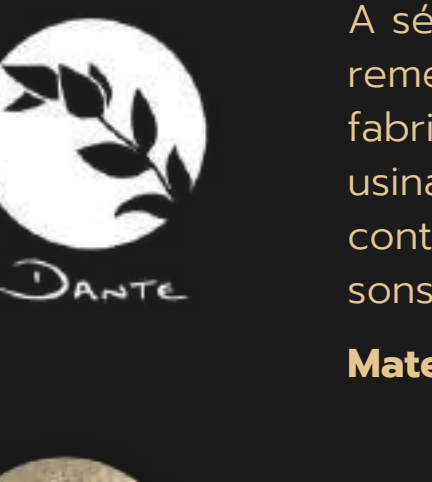 DANTE
A sé
reme
fabri
usina
cont
sons
Mate